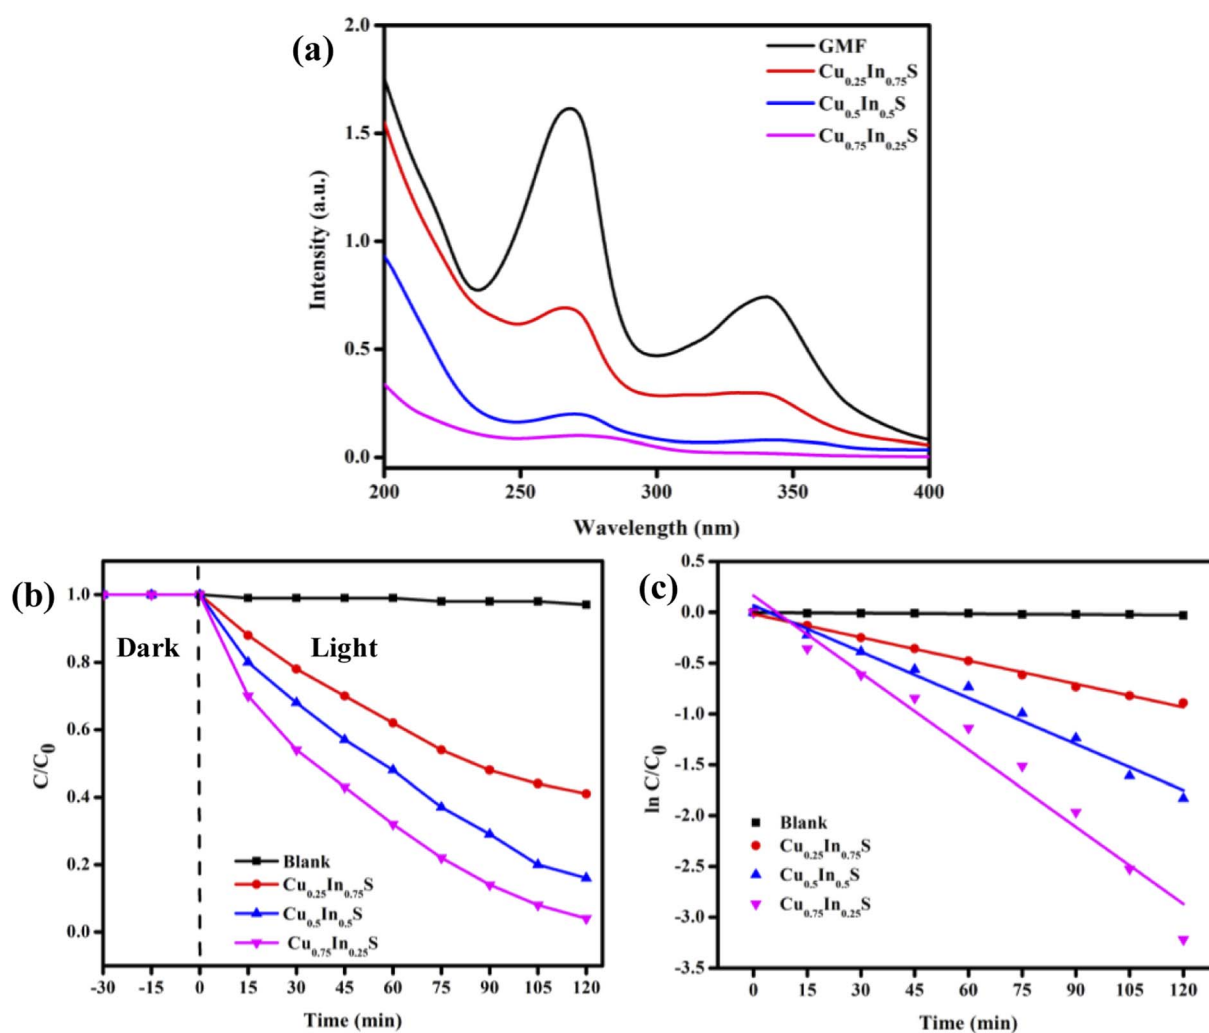 (a)
2.0
1.5
1.0
0.5
0.0
Intensity (a.u.)
GMF
Cu0.25In0.75S
Cu0.5In0.5S
Cu0.75In0.25S
200 250 300 350 400
Wavelength (nm)
(b)
1.0
0.8
0.6
0.4
0.2
0.0
C/C0
Dark
Light
Blank
Cu0.25In0.75S
Cu0.5In0.5S
Cu0.75In0.25S
-30 -15 0 15 30 45 60 75 90 105 120
Time (min)
(c)
0.5
0.0
-0.5
-1.0
-1.5
-2.0
-2.5
-3.0
-3.5
ln C/C0
Blank
Cu0.25In0.75S
Cu0.5In0.5S
Cu0.75In0.25S
0 15 30 45 60 75 90 105 120
Time (min)